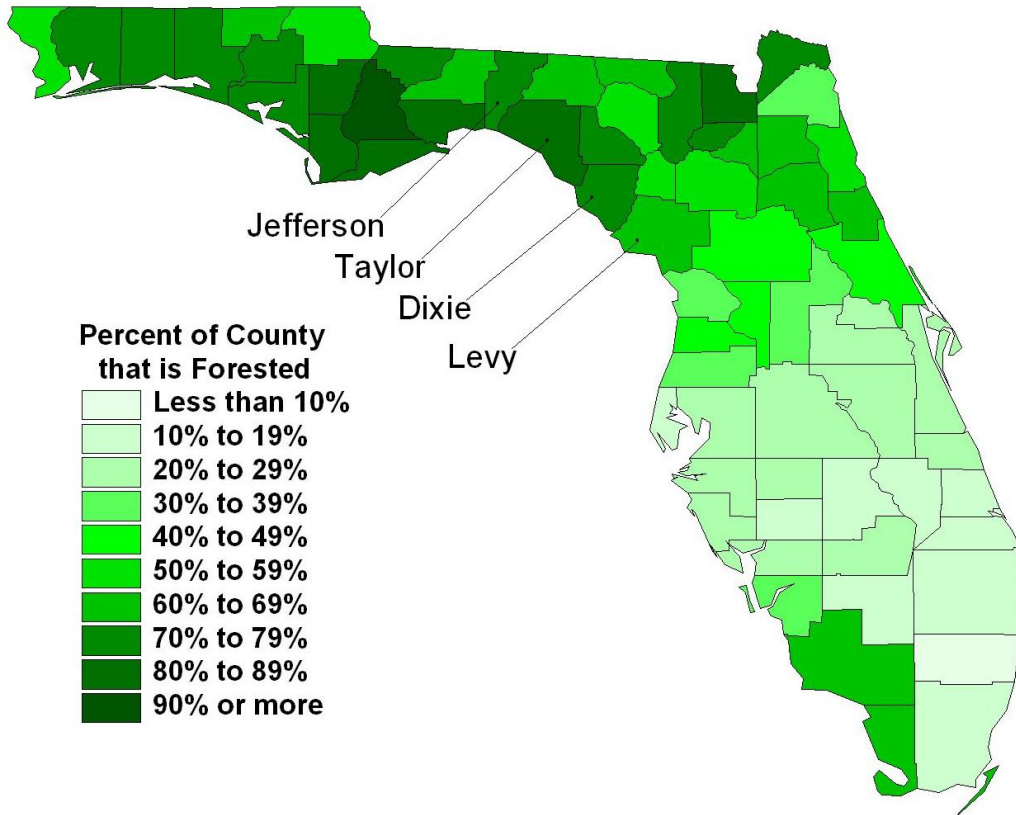 Jefferson
Taylor
Dixie
Levy
Percent of County
that is Forested
Less than 10%
10% to 19%
20% to 29%
30% to 39%
40% to 49%
50% to 59%
60% to 69%
70% to 79%
80% to 89%
90% or more